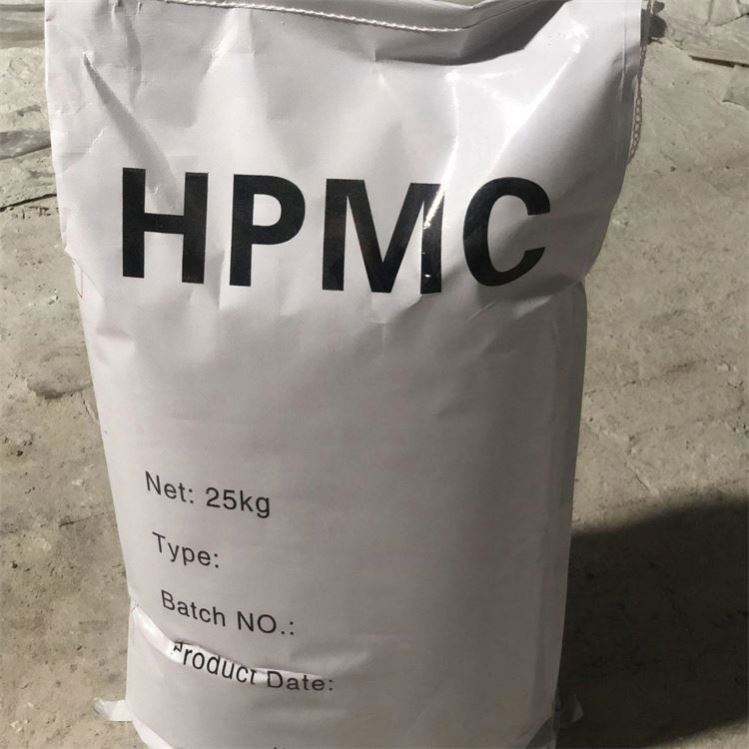 HPMC
Net: 25kg
Type:
Batch NO.:
Product Date: